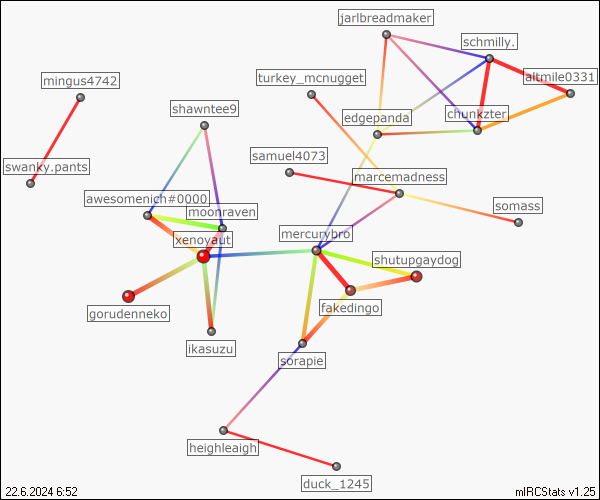 jarlbreadmaker
schmilly.
mingus4742
turkey_mcnugget
altmile0331
shawntee9
edgepanda
chunkzter
samuel4073
swanky.pants
marcemadness
awesomenich#0000
moonraven
somass
xenoyaut
mercurybro
shutupgaydog
gorudenneko
fakedingo
ikasuzu
sorapie
heighleaigh
duck_1245
22.6.2024 6:52
mIRCStats v1.25